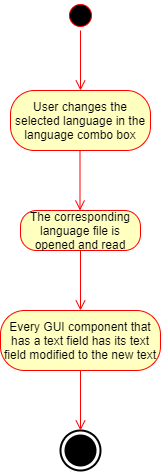 User changes the
selected language in the
language combo box
The corresponding
language file is
opened and read
Every GUI component that
has a text field has its text
field modified to the new text